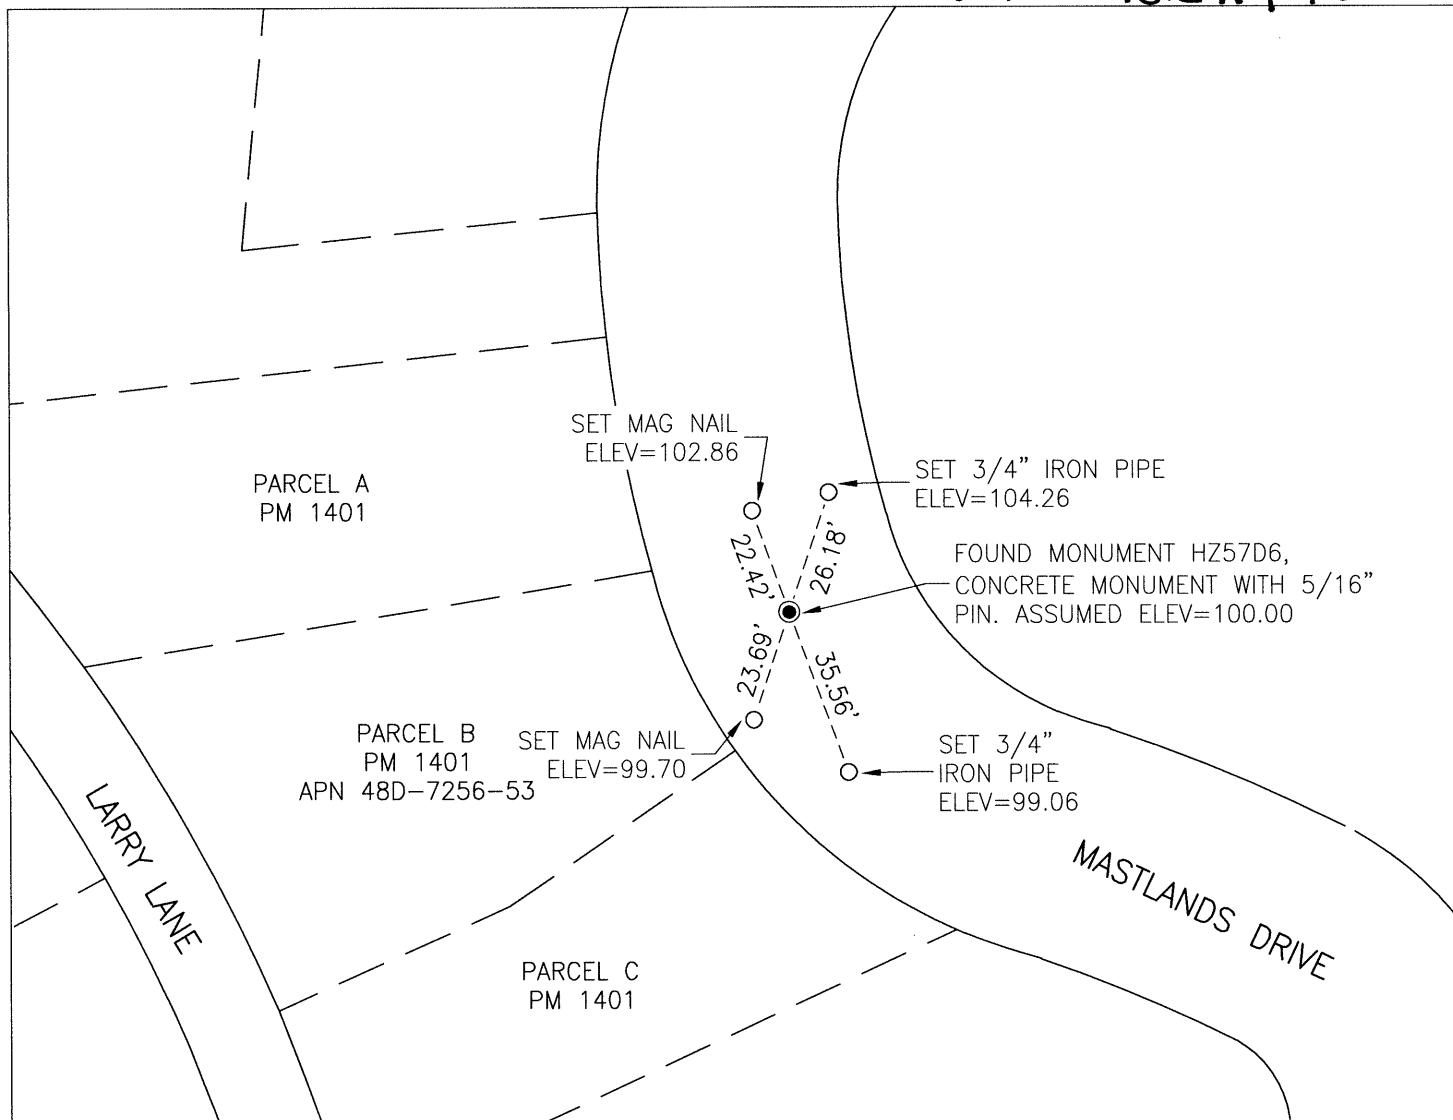 SET MAG NAIL
ELEV=102.86
SET 3/4" IRON PIPE
ELEV=104.26
PARCEL A
PM 1401
22.42'
26.18'
FOUND MONUMENT HZ57D6,
CONCRETE MONUMENT WITH 5/16"
PIN. ASSUMED ELEV=100.00
23.69'
35.56'
PARCEL B
PM 1401
APN 48D-7256-53
SET MAG NAIL
ELEV=99.70
SET 3/4"
IRON PIPE
ELEV=99.06
LARRY LANE
MASTLANDS DRIVE
PARCEL C
PM 1401